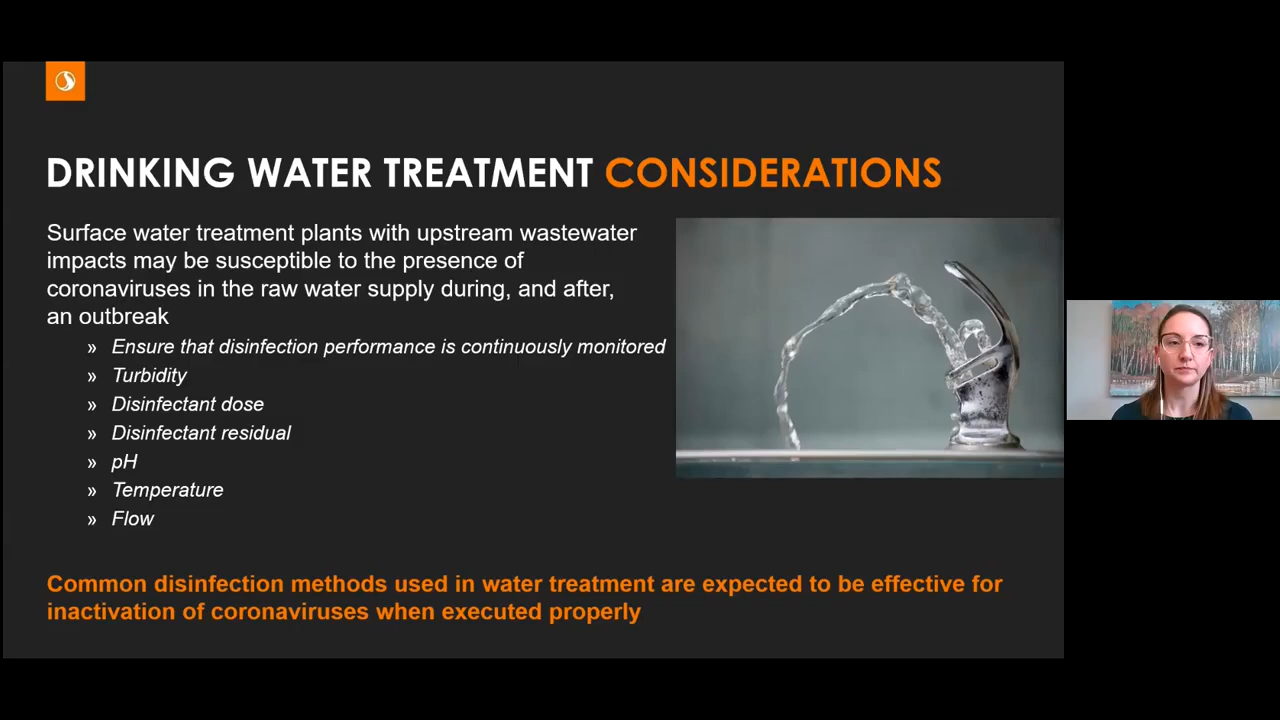 DRINKING WATER TREATMENT CONSIDERATIONS
Surface water treatment plants with upstream wastewater
impacts may be susceptible to the presence of
coronaviruses in the raw water supply during, and after,
an outbreak
» Ensure that disinfection performance is continuously monitored
» Turbidity
» Disinfectant dose
» Disinfectant residual
» pH
» Temperature
» Flow
Common disinfection methods used in water treatment are expected to be effective for
inactivation of coronaviruses when executed properly